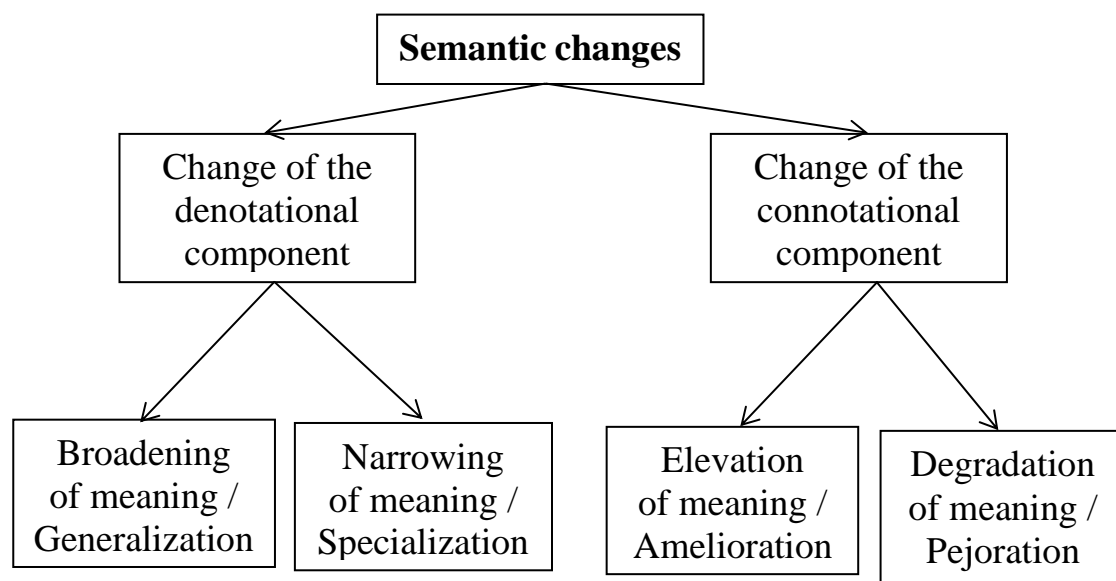 Semantic changes
Change of the
denotational
component
Change of the
connotational
component
Broadening
of meaning /
Generalization
Narrowing
of meaning /
Specialization
Elevation
of meaning /
Amelioration
Degradation
of meaning /
Pejoration